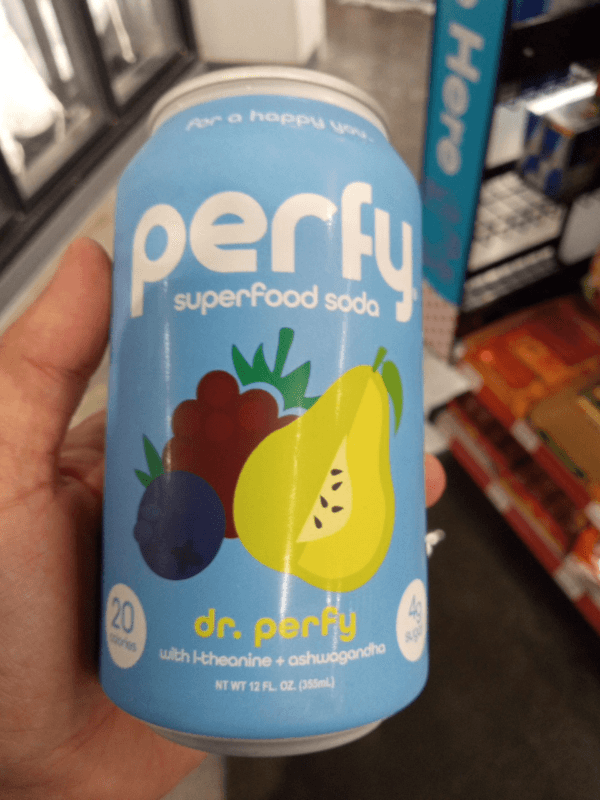 for a happy you.
perfy
superfood soda
dr. perfy
with l-theanine + ashwagandha
20
calories
4g
sugar
NT WT 12 FL. OZ. (355mL)
Hero